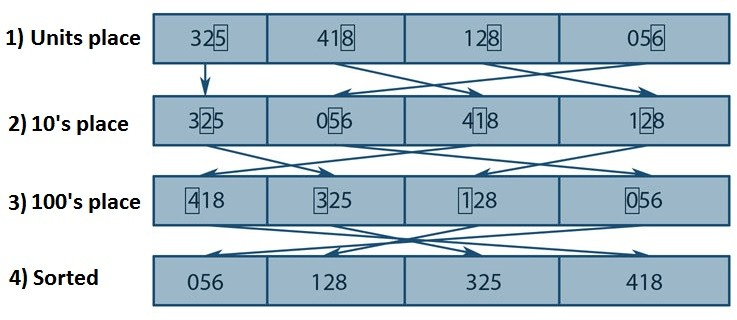 1) Units place 325 418 128 056
2) 10's place 325 056 418 128
3) 100's place 418 325 128 056
4) Sorted 056 128 325 418